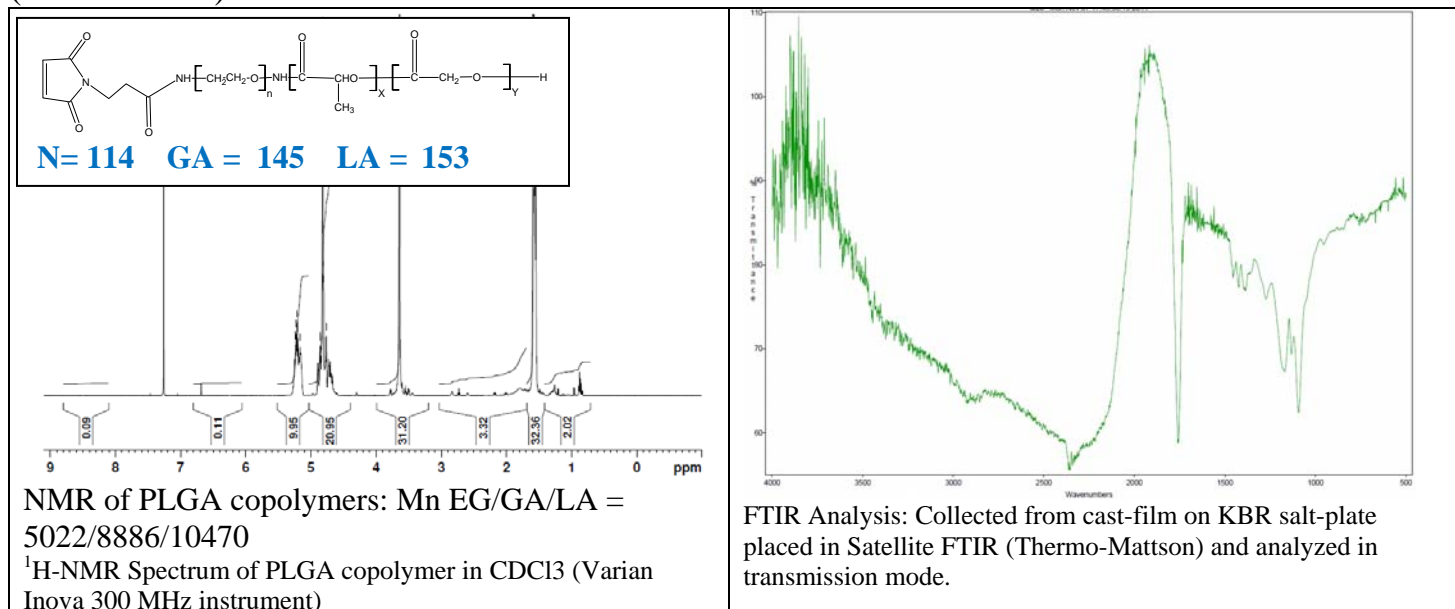 O
O
N
O
NH
[
CH2CH2-O
]
n
NH
[
C
O
CHO
CH3
]
X
[
C
O
CH2
O
]
Y
H
N= 114 GA = 145 LA = 153
0.09
0.11
9.95
20.95
31.20
3.32
32.36
2.02
9 8 7 6 5 4 3 2 1 0 ppm
NMR of PLGA copolymers: Mn EG/GA/LA =
5022/8886/10470
1H-NMR Spectrum of PLGA copolymer in CDCl3 (Varian
Inova 300 MHz instrument)
110
100
90
80
70
60
%Transmittance
4000 3500 3000 2500 2000 1500 1000 500
Wavenumbers
FTIR Analysis: Collected from cast-film on KBR salt-plate
placed in Satellite FTIR (Thermo-Mattson) and analyzed in
transmission mode.